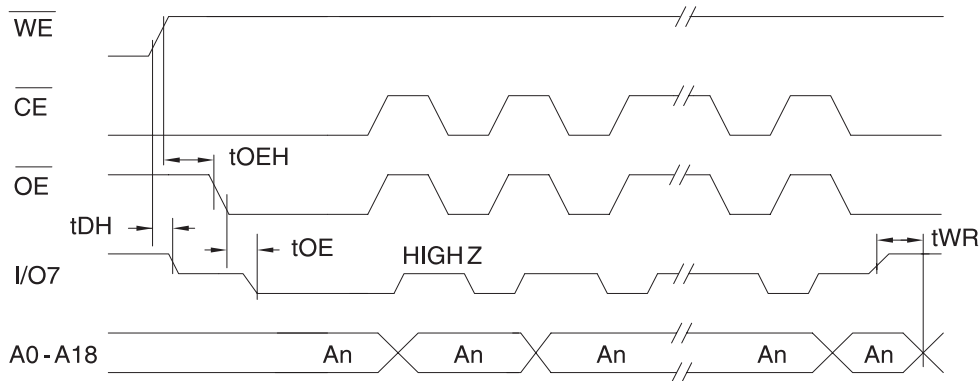 WE
CE
tOEH
OE
tDH
tOE
tWR
HIGH Z
I/O7
A0 - A18
An
An
An
An
An